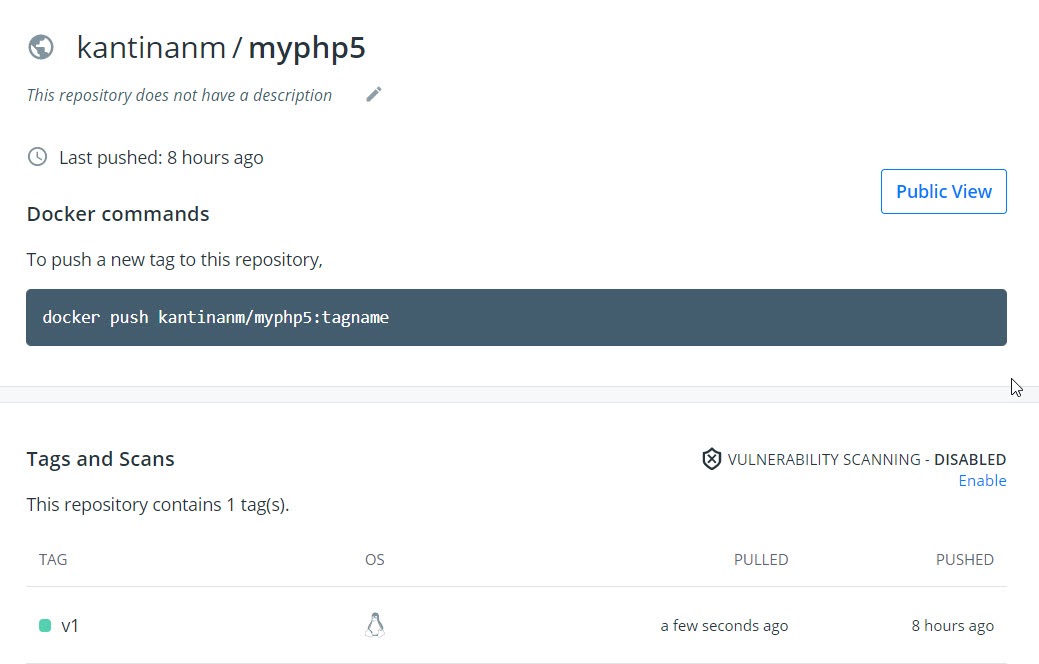 kantinanm / myphp5
This repository does not have a description
Last pushed: 8 hours ago
Public View
Docker commands
To push a new tag to this repository,
docker push kantinanm/myphp5:tagname
Tags and Scans
VULNERABILITY SCANNING - DISABLED
Enable
This repository contains 1 tag(s).
TAG OS PULLED PUSHED
v1 a few seconds ago 8 hours ago